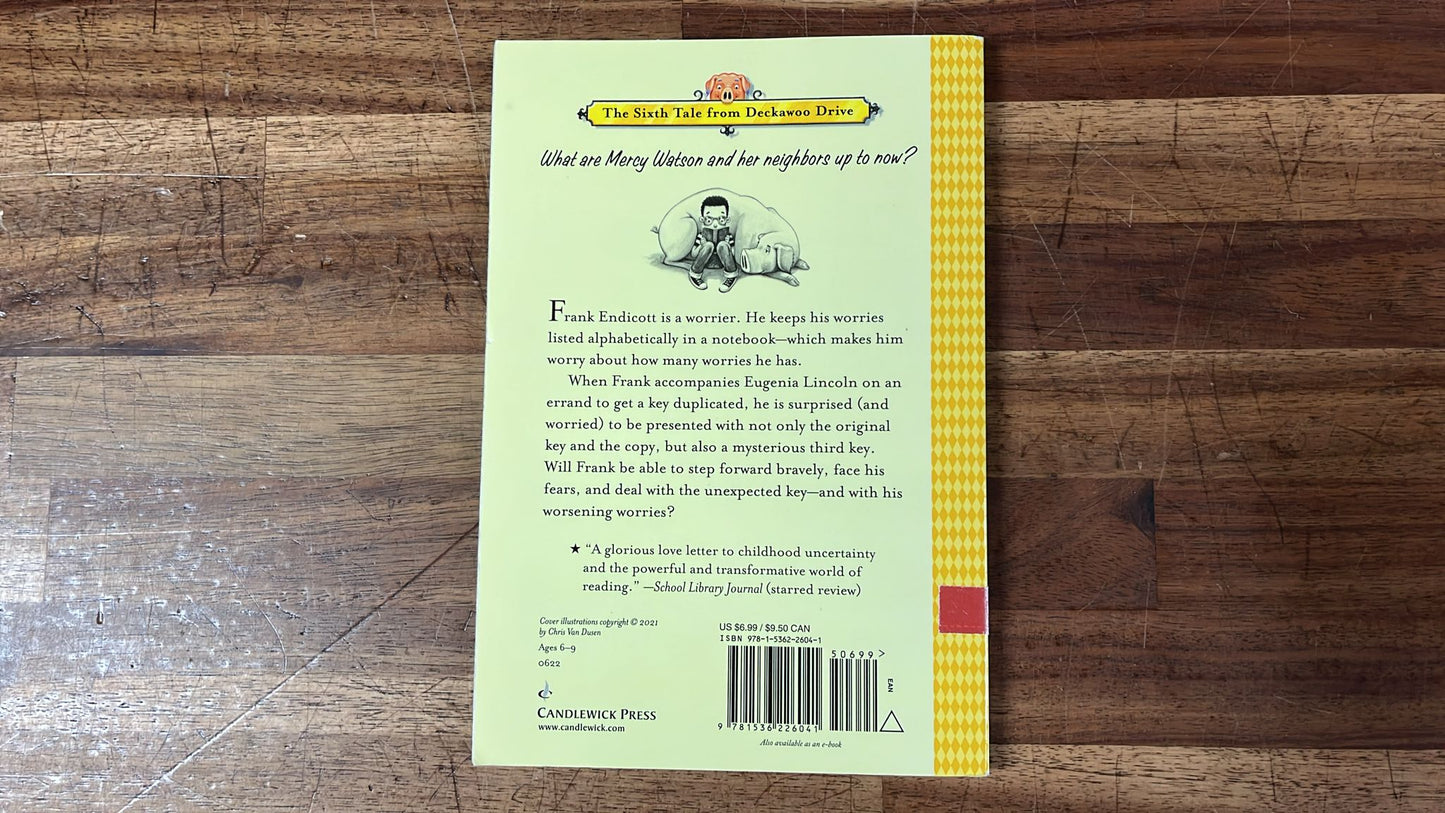 The Sixth Tale from Deckawoo Drive
What are Mercy Watson and her neighbors up to now?
Frank Endicott is a worrier. He keeps his worries
listed alphabetically in a notebook—which makes him
worry about how many worries he has.
When Frank accompanies Eugenia Lincoln on an
errand to get a key duplicated, he is surprised (and
worried) to be presented with not only the original
key and the copy, but also a mysterious third key.
Will Frank be able to step forward bravely, face his
fears, and deal with the unexpected key—and with his
worsening worries?
★ “A glorious love letter to childhood uncertainty
and the powerful and transformative world of
reading.” —School Library Journal (starred review)
Cover illustrations copyright © 2021
by Chris Van Dusen
Ages 6–9
0622
CANDLEWICK PRESS
www.candlewick.com
US $6.99 / $9.50 CAN
ISBN 978-1-5362-2604-1
50699>
EAN
9 781536 226041
Also available as an e-book